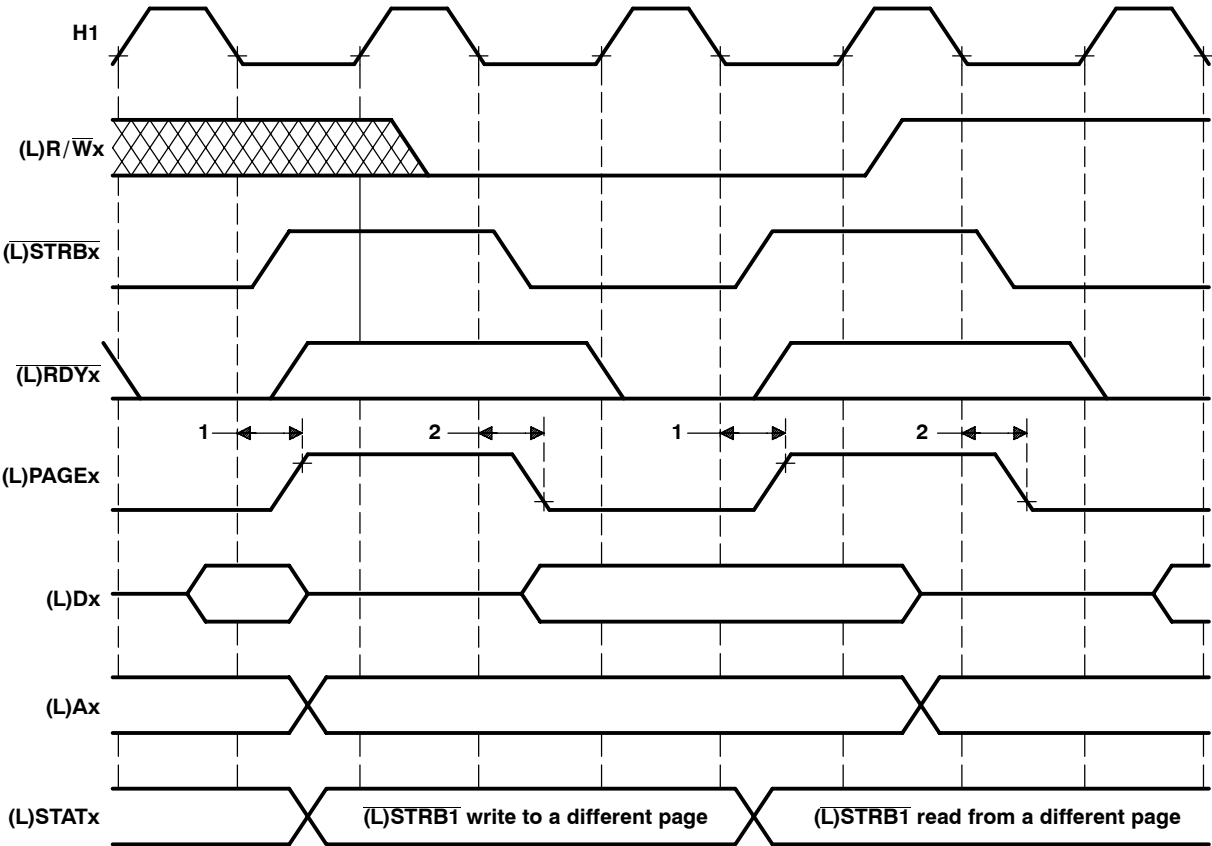 H1
(L)R/W̅x
(L)STRBx
(L)RDYx
1 2 1 2
(L)PAGEx
(L)Dx
(L)Ax
(L)STATx (L)STRB1 write to a different page (L)STRB1 read from a different page